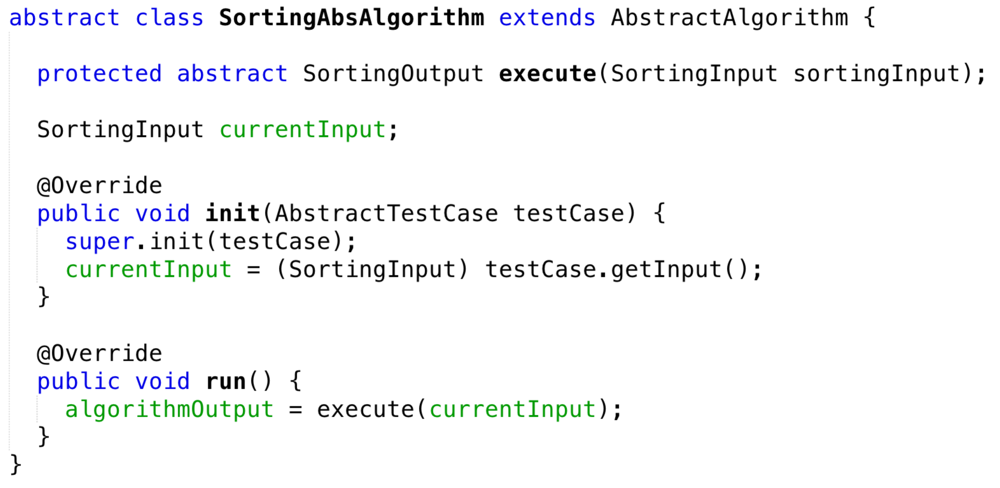 abstract class SortingAbsAlgorithm extends AbstractAlgorithm {
protected abstract SortingOutput execute(SortingInput sortingInput);
SortingInput currentInput;
@Override
public void init(AbstractTestCase testCase) {
super.init(testCase);
currentInput = (SortingInput) testCase.getInput();
}
@Override
public void run() {
algorithmOutput = execute(currentInput);
}
}